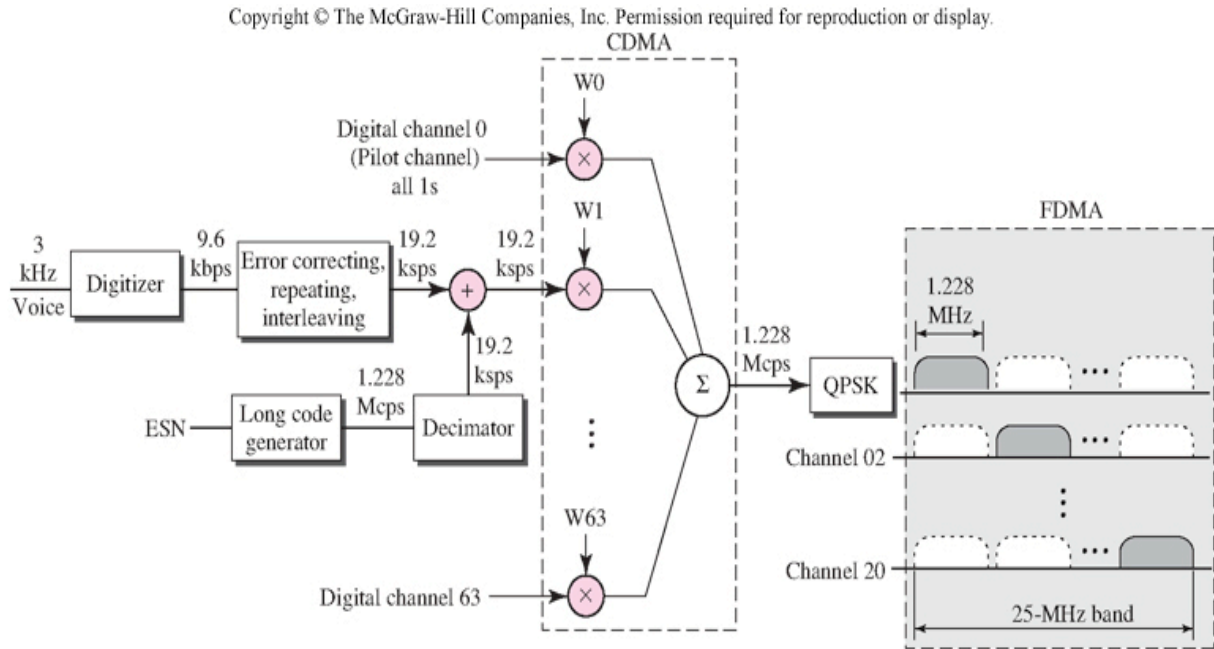 Copyright © The McGraw-Hill Companies, Inc. Permission required for reproduction or display.
CDMA
W0
Digital channel 0
(Pilot channel)
all 1s
×
W1
FDMA
3
kHz
Voice
Digitizer
9.6
kbps
Error correcting,
repeating,
interleaving
19.2
ksps
+
19.2
ksps
×
1.228
MHz
19.2
ksps
Σ
1.228
Mcps
QPSK
•••
ESN
Long code
generator
1.228
Mcps
Decimator
Channel 02
•••
W63
Digital channel 63
×
Channel 20
•••
25-MHz band